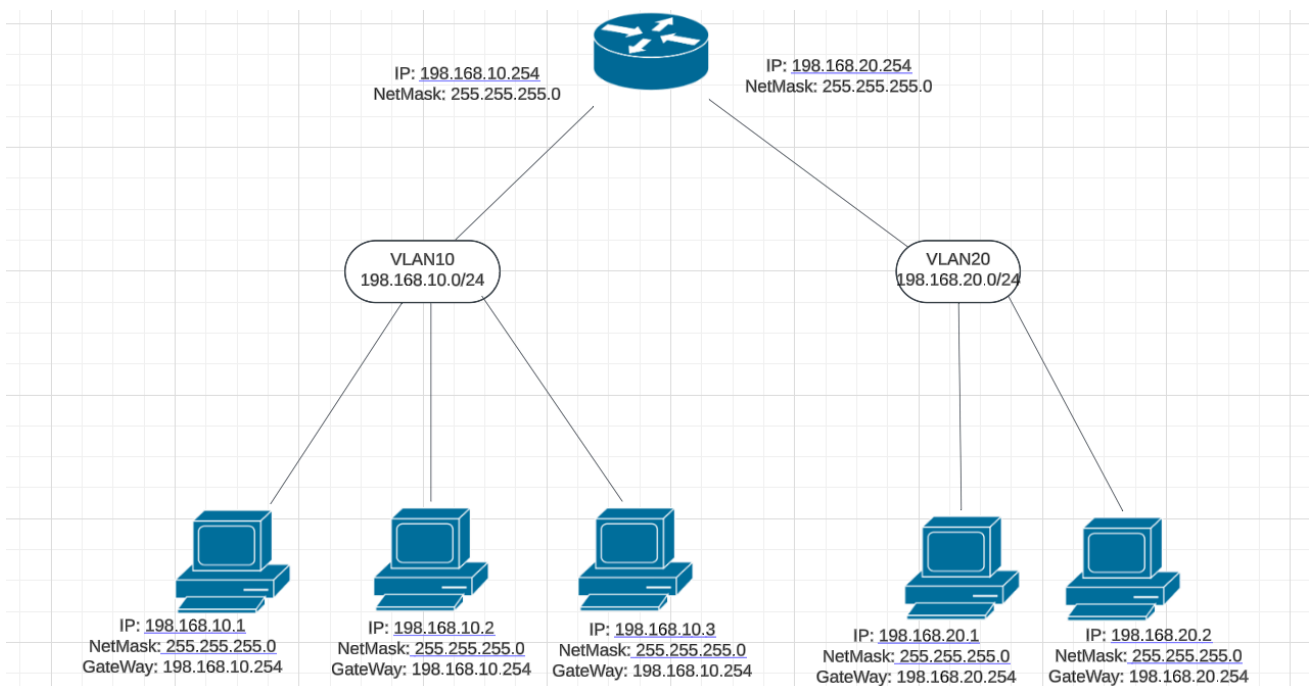 IP: 198.168.10.254
NetMask: 255.255.255.0
IP: 198.168.20.254
NetMask: 255.255.255.0
VLAN10
198.168.10.0/24
VLAN20
198.168.20.0/24
IP: 198.168.10.1
NetMask: 255.255.255.0
GateWay: 198.168.10.254
IP: 198.168.10.2
NetMask: 255.255.255.0
GateWay: 198.168.10.254
IP: 198.168.10.3
NetMask: 255.255.255.0
GateWay: 198.168.10.254
IP: 198.168.20.1
NetMask: 255.255.255.0
GateWay: 198.168.20.254
IP: 198.168.20.2
NetMask: 255.255.255.0
GateWay: 198.168.20.254